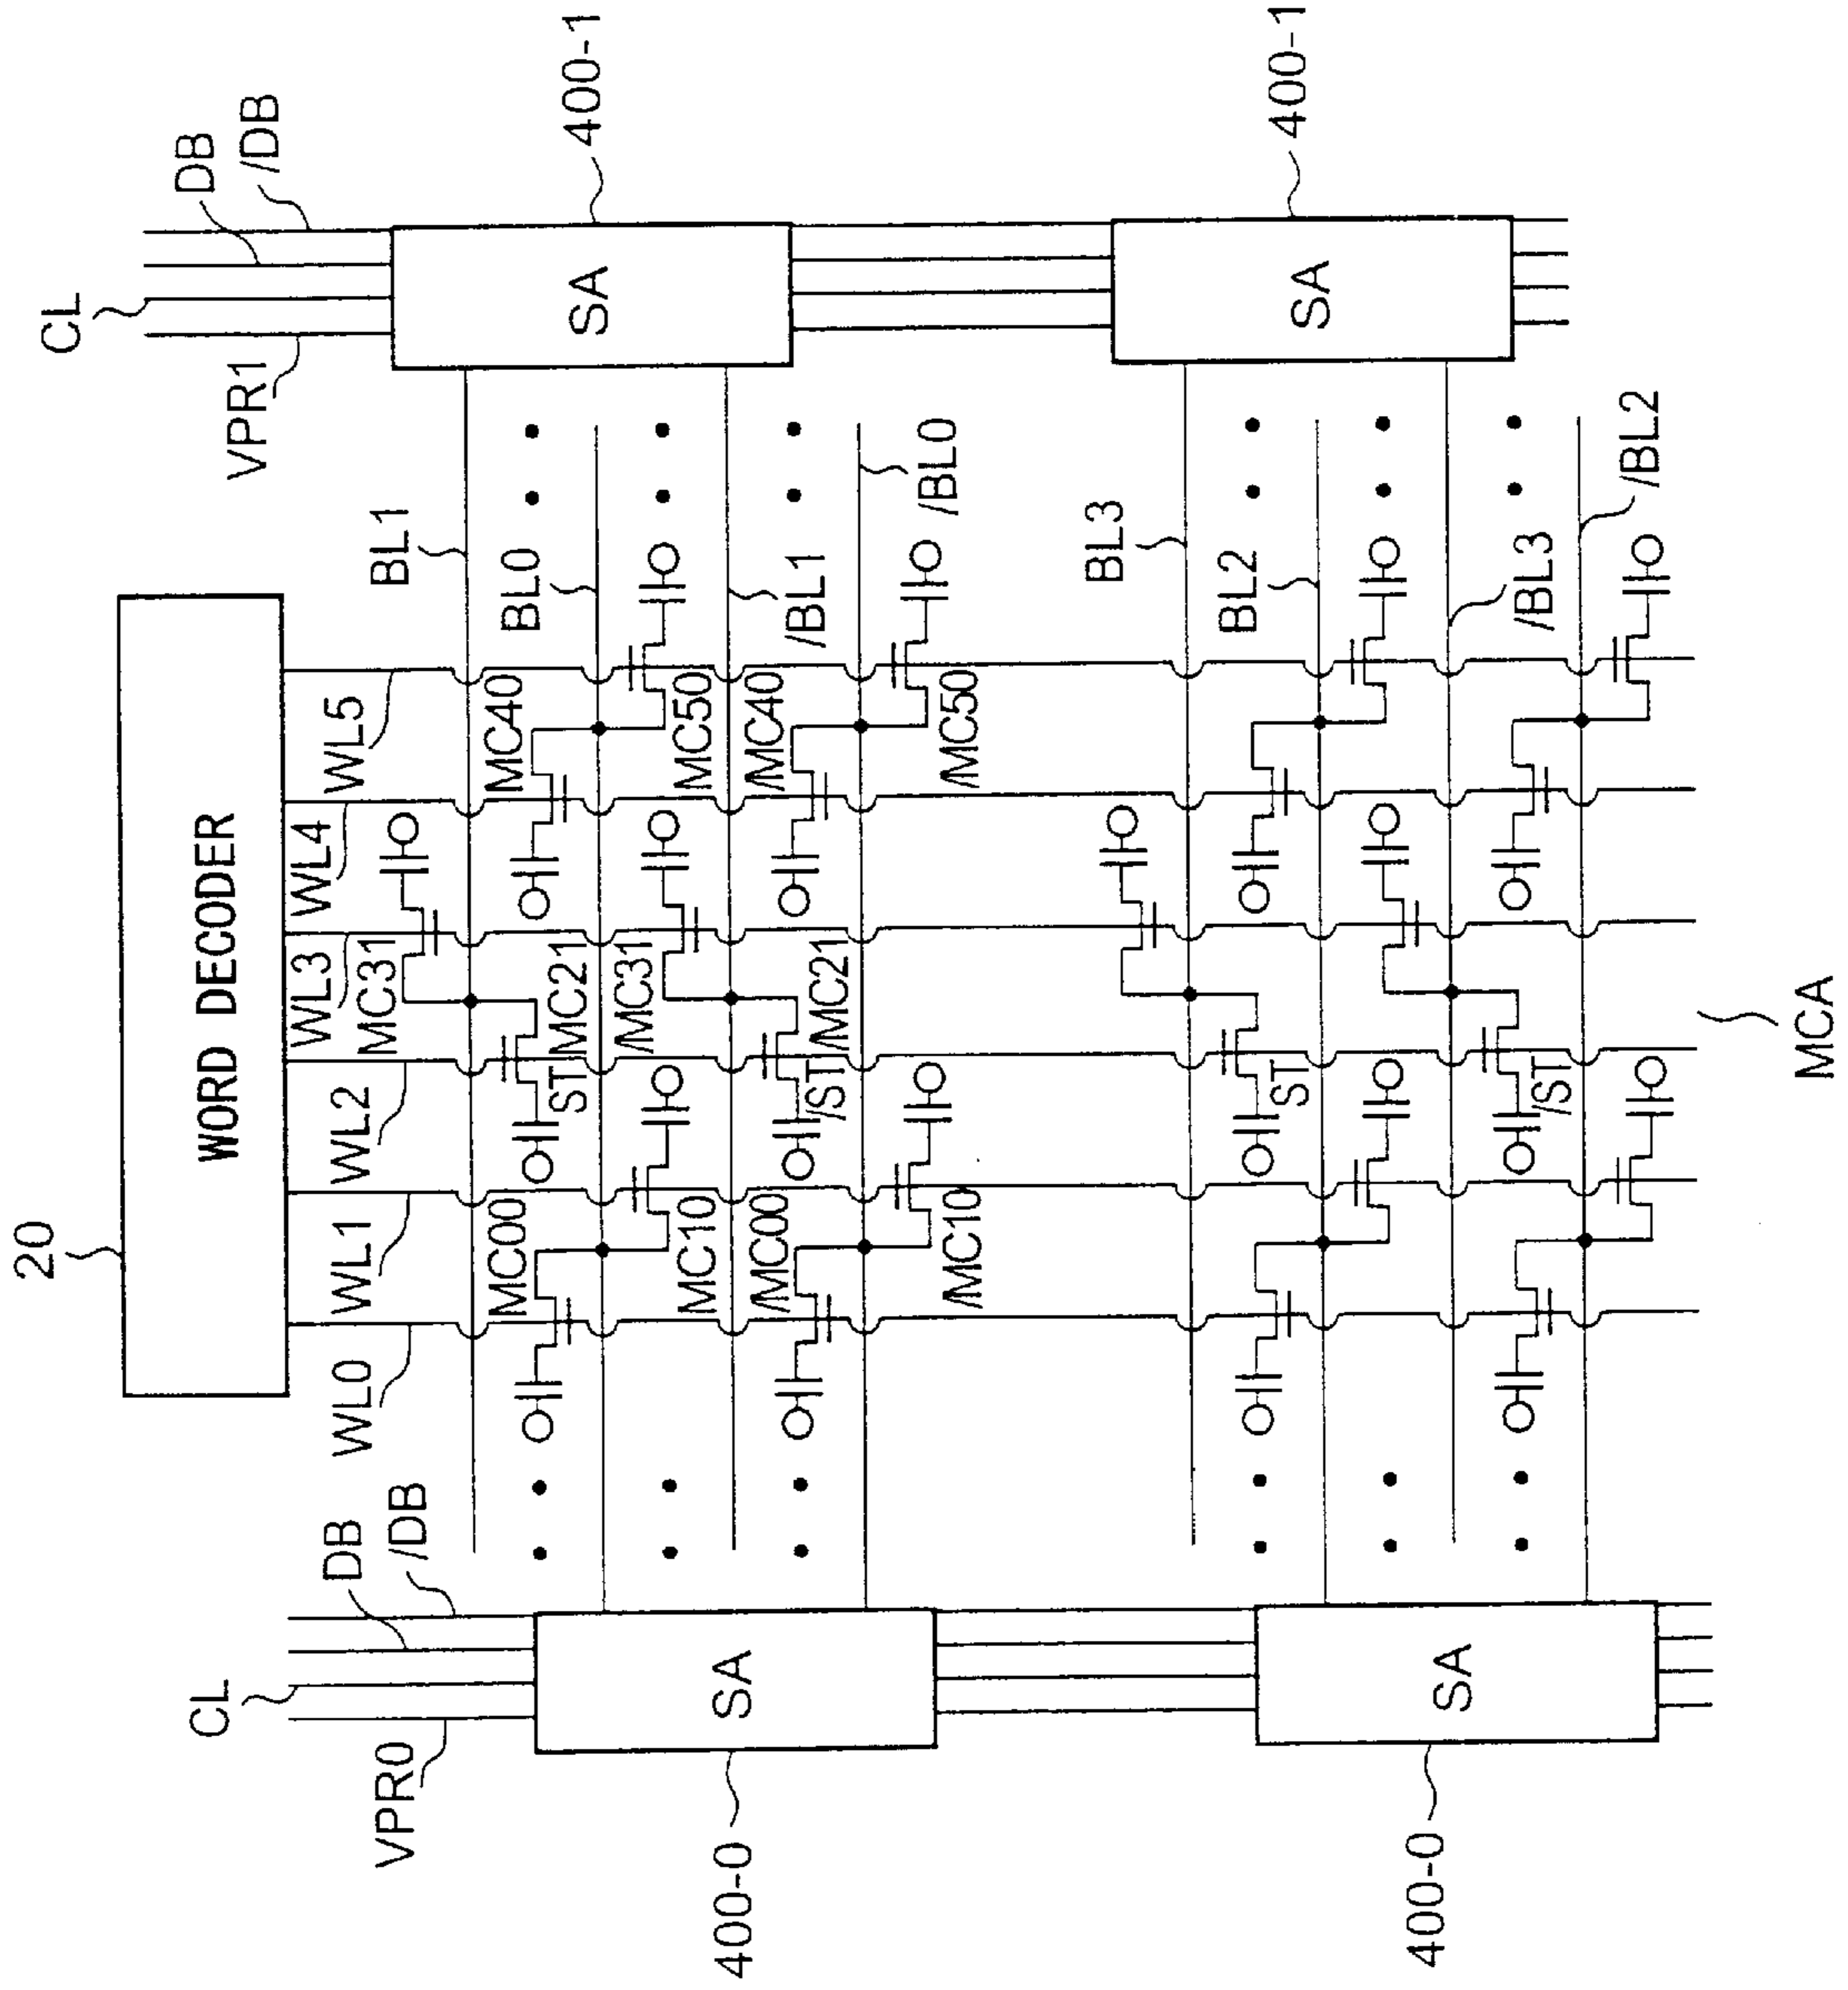 20
WORD DECODER
CL
DB
/DB
VPR0
CL
DB
/DB
VPR1
WL0
WL1
WL2
WL3
WL4
WL5
BL1
BL0
/BL1
/BL0
MC31
MC00
ST
MC21
MC40
MC10
/MC31
MC50
/MC00
/ST
/MC21
/MC40
/MC10
/MC50
SA
400-0
SA
400-1
BL3
BL2
/BL3
/BL2
ST
/ST
SA
400-0
SA
400-1
MCA